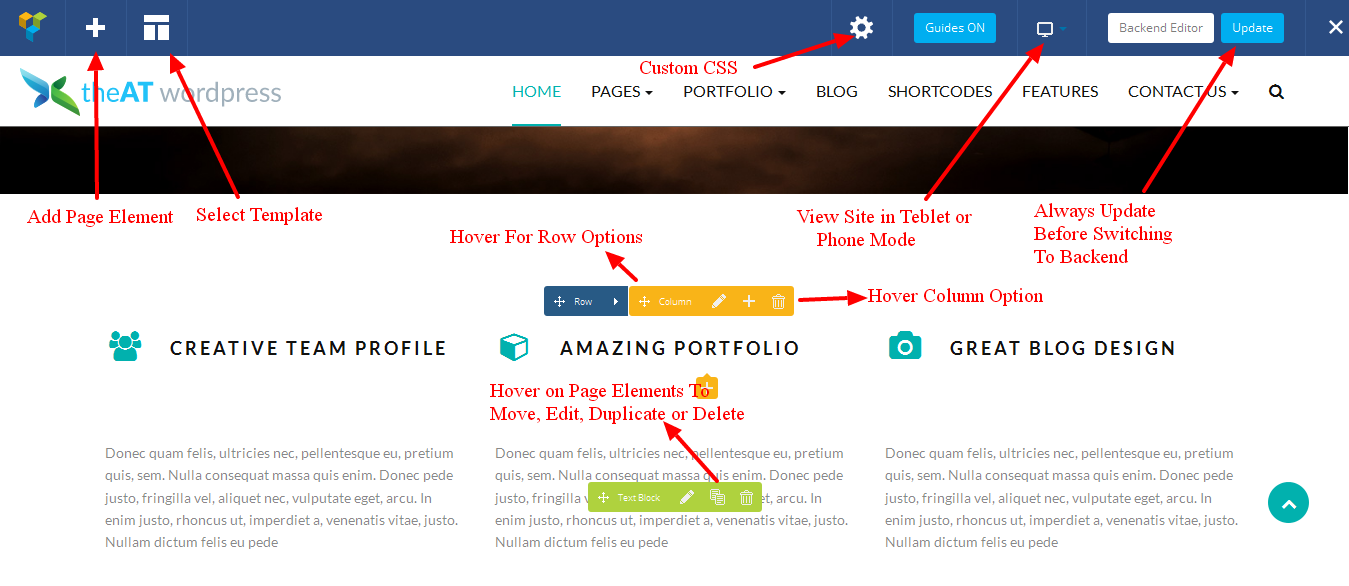 Guides ON
Backend Editor
Update
Custom CSS
theAT wordpress
HOME
PAGES
PORTFOLIO
BLOG
SHORTCODES
FEATURES
CONTACT US
Add Page Element
Select Template
View Site in Teblet or
Phone Mode
Always Update
Before Switching
To Backend
Hover For Row Options
Row
Column
Hover Column Option
CREATIVE TEAM PROFILE
AMAZING PORTFOLIO
GREAT BLOG DESIGN
Hover on Page Elements To
Move, Edit, Duplicate or Delete
Donec quam felis, ultricies nec, pellentesque eu, pretium
quis, sem. Nulla consequat massa quis enim. Donec pede
justo, fringilla vel, aliquet nec, vulputate eget, arcu. In
enim justo, rhoncus ut, imperdiet a, venenatis vitae, justo.
Nullam dictum felis eu pede
Donec quam felis, ultricies nec, pellentesque eu, pretium
quis, sem. Nulla consequat massa quis enim. Donec pede
justo, fringilla eget, arcu. In
Text Block
enim justo, rhoncus ut, imperdiet a, venenatis vitae, justo.
Nullam dictum felis eu pede
Donec quam felis, ultricies nec, pellentesque eu, pretium
quis, sem. Nulla consequat massa quis enim. Donec pede
justo, fringilla vel, aliquet nec, vulputate eget, arcu. In
enim justo, rhoncus ut, imperdiet a, venenatis vitae, justo.
Nullam dictum felis eu pede